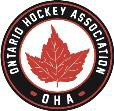 ONTARIO HOCKEY ASSOCIATION
• OHA •